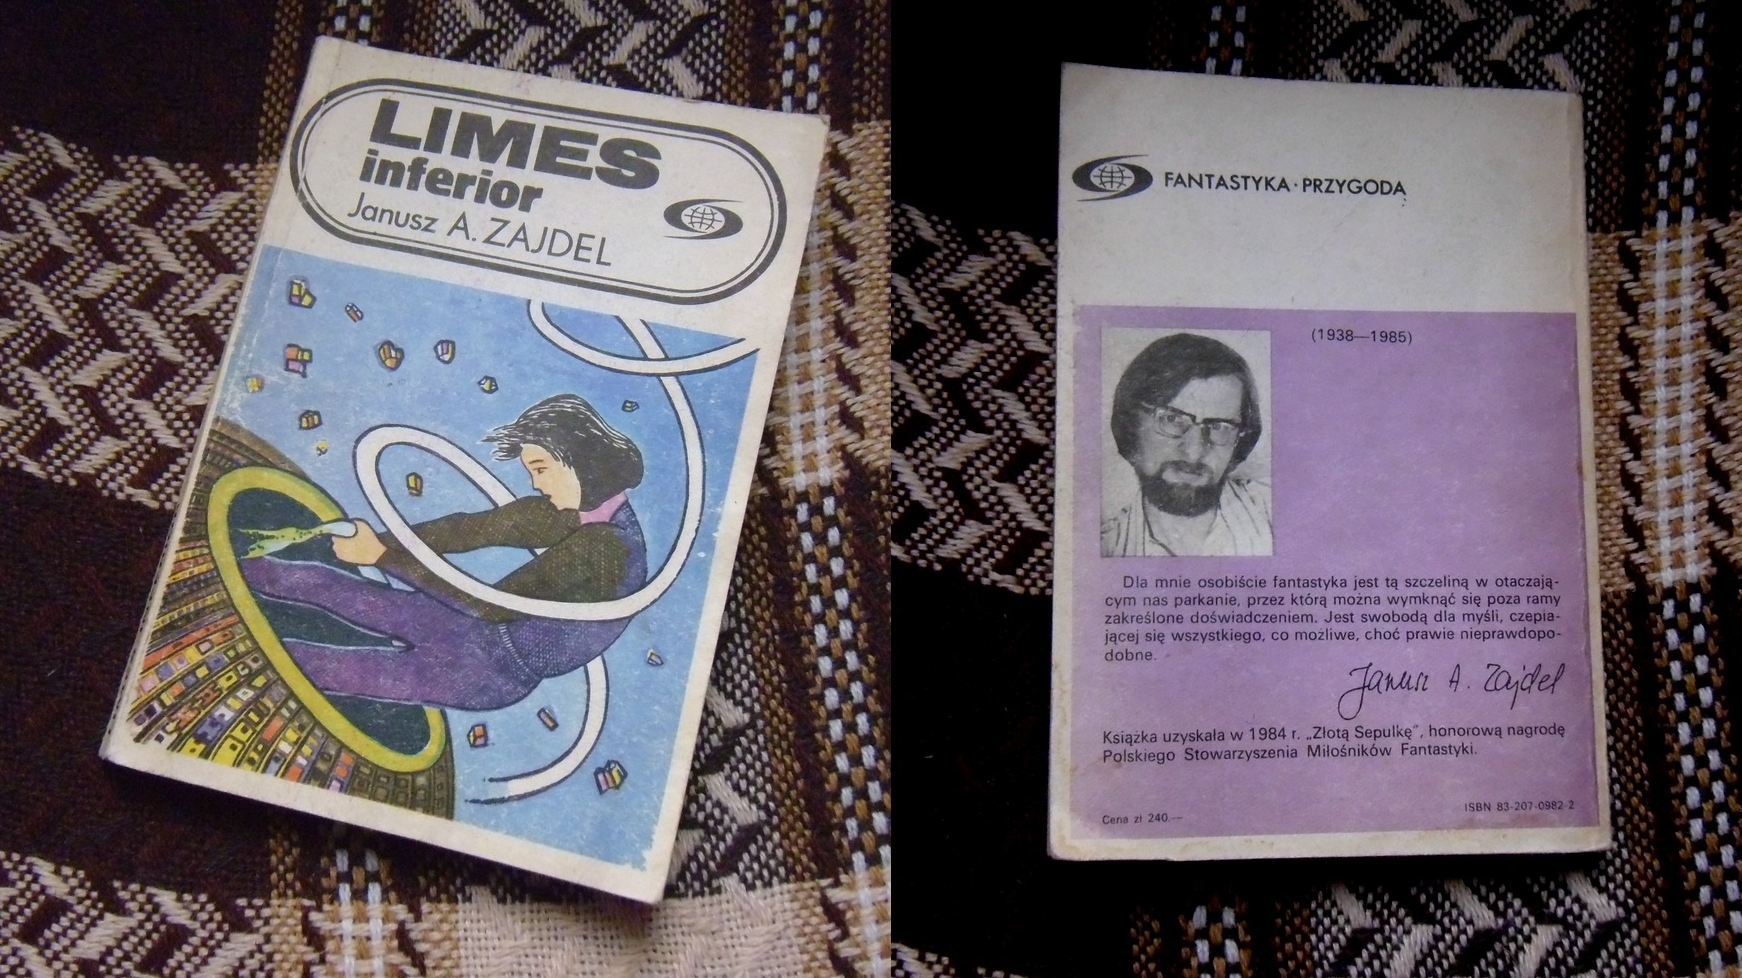 LIMES
inferior
Janusz A. ZAJDEL
FANTASTYKA · PRZYGODA
(1938—1985)
Dla mnie osobiście fantastyka jest tą szczeliną w otaczają-
cym nas parkanie, przez którą można wymknąć się poza ramy
zakreślone doświadczeniem. Jest swobodą dla myśli, czepia-
jącej się wszystkiego, co możliwe, choć prawie nieprawdopo-
dobne.
Janusz A. Zajdel
Książka uzyskała w 1984 r. „Złotą Sepulkę”, honorową nagrodę
Polskiego Stowarzyszenia Miłośników Fantastyki.
ISBN 83-207-0982-2
Cena zł 240.—